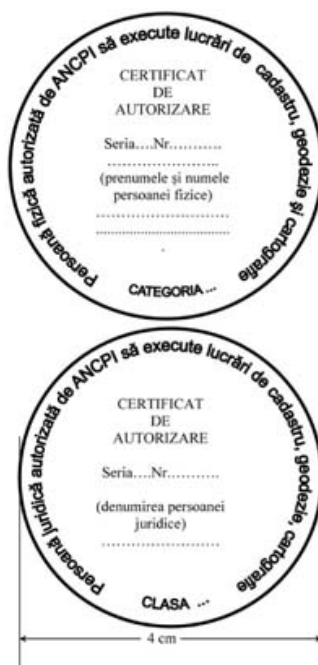 Persoană fizică autorizată de ANCPI să execute lucrări de cadastru, geodezie și cartografie
CERTIFICAT
DE
AUTORIZARE
Seria....Nr..........
......................
(prenumele și numele
persoanei fizice)
...........................
...................................
.
CATEGORIA ...
Persoană juridică autorizată de ANCPI să execute lucrări de cadastru, geodezie, cartografie
CERTIFICAT
DE
AUTORIZARE
Seria....Nr..........
(denumirea persoanei
juridice)
........................
CLASA ...
4 cm